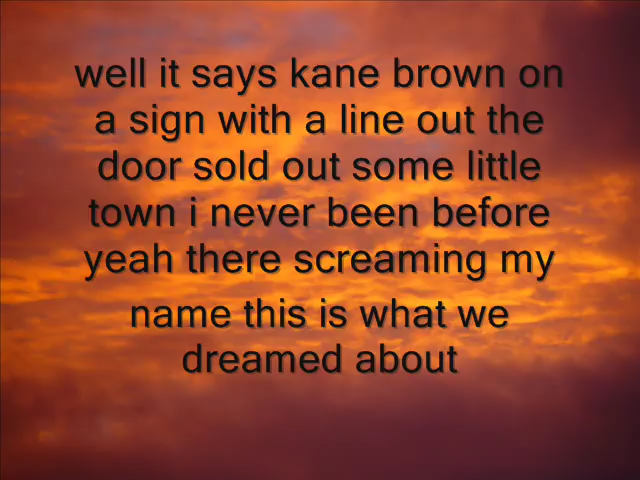 well it says kane brown on
a sign with a line out the
door sold out some little
town i never been before
yeah there screaming my
name this is what we
dreamed about